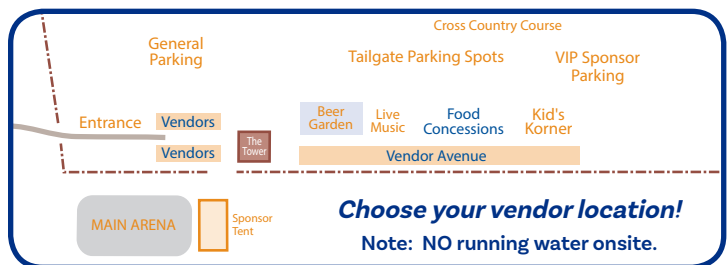 Cross Country Course
General
Parking
Tailgate Parking Spots
VIP Sponsor
Parking
Entrance
Vendors
Vendors
The
Tower
Beer
Garden
Live
Music
Food
Concessions
Kid's
Korner
Vendor Avenue
MAIN ARENA
Sponsor
Tent
Choose your vendor location!
Note: NO running water onsite.